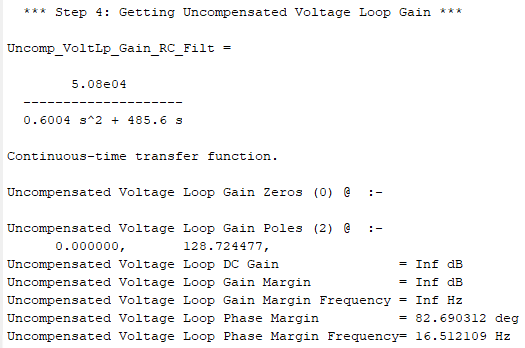 *** Step 4: Getting Uncompensated Voltage Loop Gain ***
Uncomp_VoltLp_Gain_RC_Filt =
5.08e04
--------------------
0.6004 s^2 + 485.6 s
Continuous-time transfer function.
Uncompensated Voltage Loop Gain Zeros (0) @  :-
Uncompensated Voltage Loop Gain Poles (2) @  :-
0.000000,       128.724477,
Uncompensated Voltage Loop DC Gain               = Inf dB
Uncompensated Voltage Loop Gain Margin           = Inf dB
Uncompensated Voltage Loop Gain Margin Frequency = Inf Hz
Uncompensated Voltage Loop Phase Margin          = 82.690312 deg
Uncompensated Voltage Loop Phase Margin Frequency= 16.512109 Hz